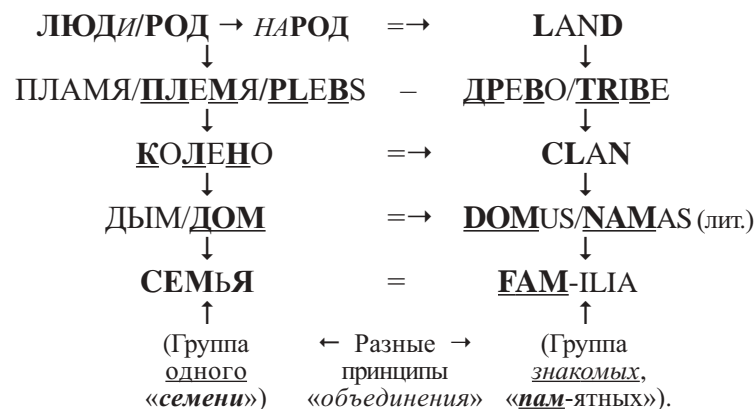 ЛЮДИ/РОД → НАРОД =→ LAND
↓ ↓
ПЛАМЯ/ПЛЕМЯ/PLEBS – ДРЕВО/TRIBE
↓ ↓
КОЛЕНО =→ CLAN
↓ ↓
ДЫМ/ДОМ =→ DOMUS/NAMAS (лит.)
↓ ↓
СЕМЬЯ = FAM-ILIA
↑ ↑
(Группа ← Разные → (Группа
одного принципы знакомых,
«семени») «объединения» «пам-ятных»).